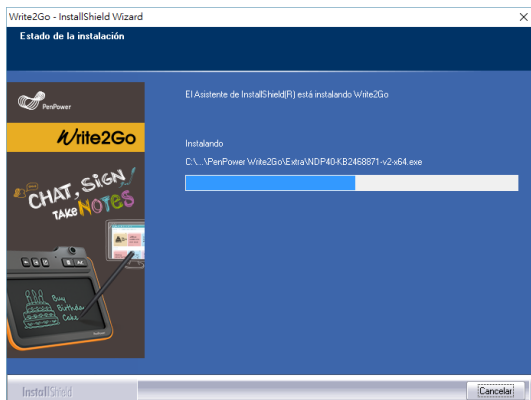 Write2Go - InstallShield Wizard
Estado de la instalación
El Asistente de InstallShield(R) está instalando Write2Go
Instalando
C:\...\PenPower Write2Go\Extra\NDP40-KB2468871-v2-x64.exe
PenPower
Write2Go
CHAT, SIGN
TAKE NOTES
Buy
Birthday
Cake
InstallShield
Cancelar